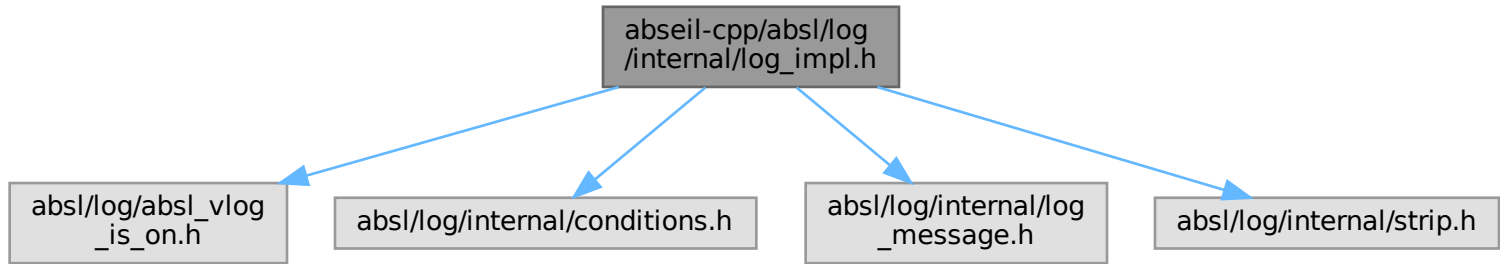 abseil-cpp/absl/log
/internal/log_impl.h
absl/log/absl_vlog
_is_on.h
absl/log/internal/conditions.h
absl/log/internal/log
_message.h
absl/log/internal/strip.h